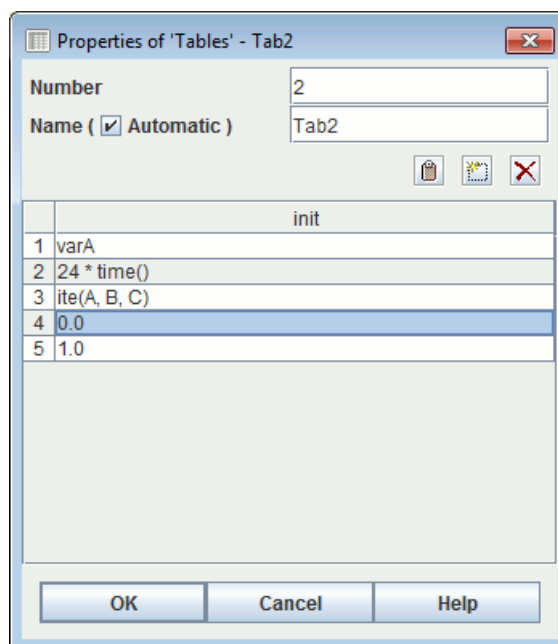 Properties of 'Tables' - Tab2
Number 2
Name ( Automatic ) Tab2
init
1 varA
2 24 * time()
3 ite(A, B, C)
4 0.0
5 1.0
OK Cancel Help